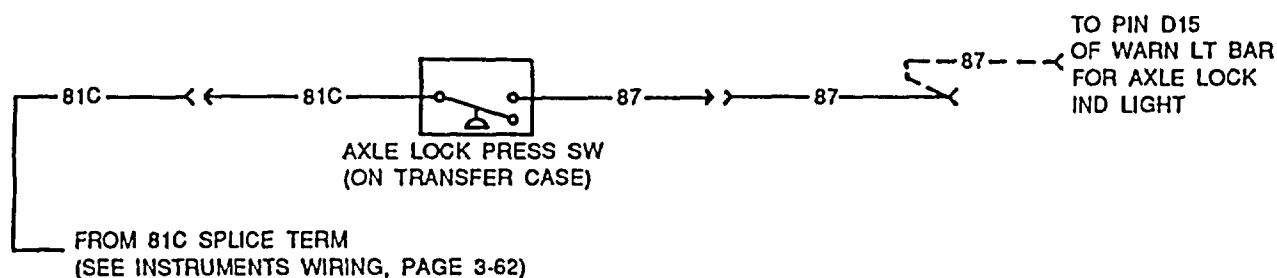 TO PIN D15
OF WARN LT BAR
FOR AXLE LOCK
IND LIGHT
81C
81C
87
87
87
AXLE LOCK PRESS SW
(ON TRANSFER CASE)
FROM 81C SPLICE TERM
(SEE INSTRUMENTS WIRING, PAGE 3-62)